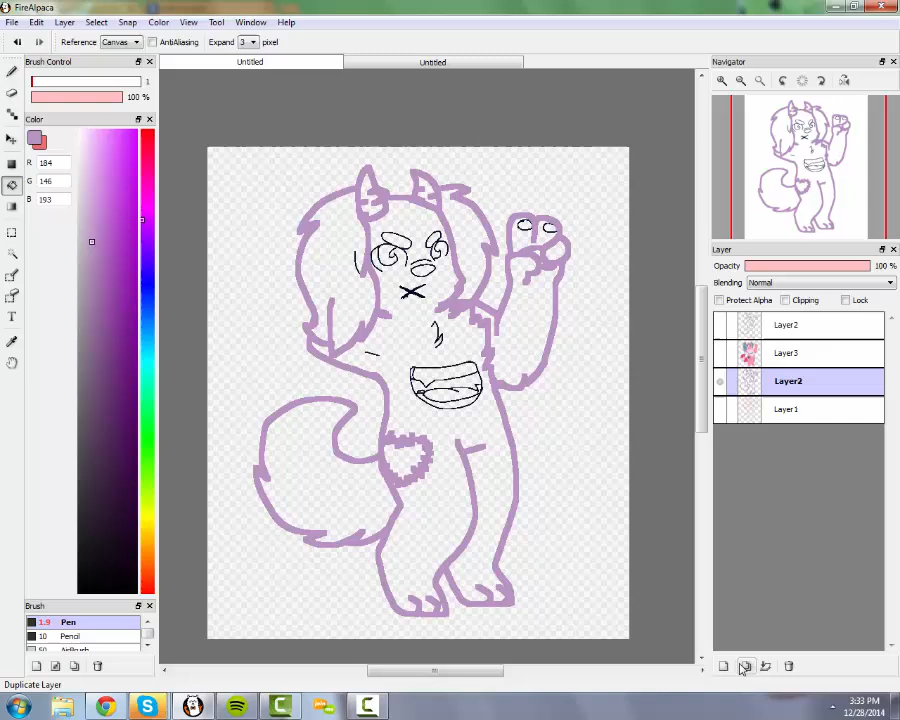 FireAlpaca
File Edit Layer Select Snap Color View Tool Window Help
Reference Canvas AntiAliasing Expand 3 pixel
Brush Control
1
100 %
Color
R 184
G 146
B 193
Brush
1.9 Pen
10 Pencil
50 AirBrush
Duplicate Layer
Untitled Untitled
Navigator
Layer
Opacity 100 %
Blending Normal
Protect Alpha Clipping Lock
Layer2
Layer3
Layer2
Layer1
3:33 PM
12/28/2014